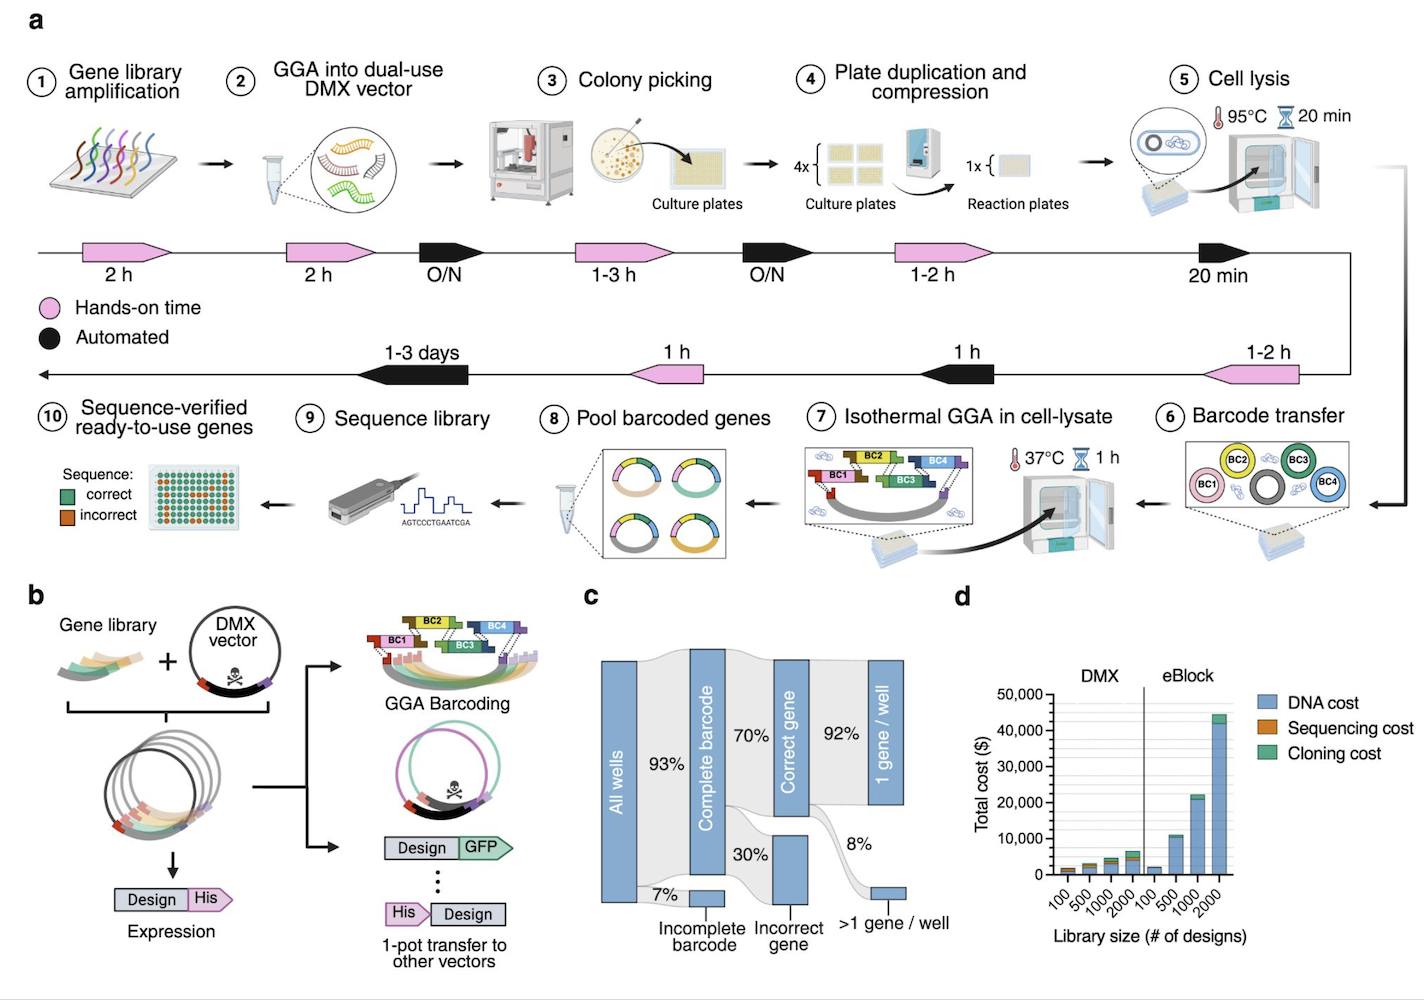 a
1
Gene library
amplification
2
GGA into dual-use
DMX vector
3
Colony picking
Culture plates
4
Plate duplication and
compression
4x
Culture plates
1x
Reaction plates
5
Cell lysis
95°C
20 min
2 h
2 h
O/N
1-3 h
O/N
1-2 h
20 min
Hands-on time
Automated
1-3 days
1 h
1 h
1-2 h
10
Sequence-verified
ready-to-use genes
Sequence:
correct
incorrect
9
Sequence library
AGTCCCTGAATCGA
8
Pool barcoded genes
7
Isothermal GGA in cell-lysate
BC2
BC4
BC1
BC3
37°C
1 h
6
Barcode transfer
BC2
BC3
BC1
BC4
b
Gene library
+
DMX
vector
BC2
BC4
BC1
BC3
GGA Barcoding
Design GFP
His Design
1-pot transfer to
other vectors
Design His
Expression
c
All wells
93%
7%
Complete barcode
Incomplete
barcode
70%
30%
Correct gene
Incorrect
gene
92%
8%
1 gene / well
>1 gene / well
d
DMX eBlock
Total cost ($)
50,000
40,000
30,000
20,000
10,000
0
100 500 1000 2000 100 500 1000 2000
Library size (# of designs)
DNA cost
Sequencing cost
Cloning cost